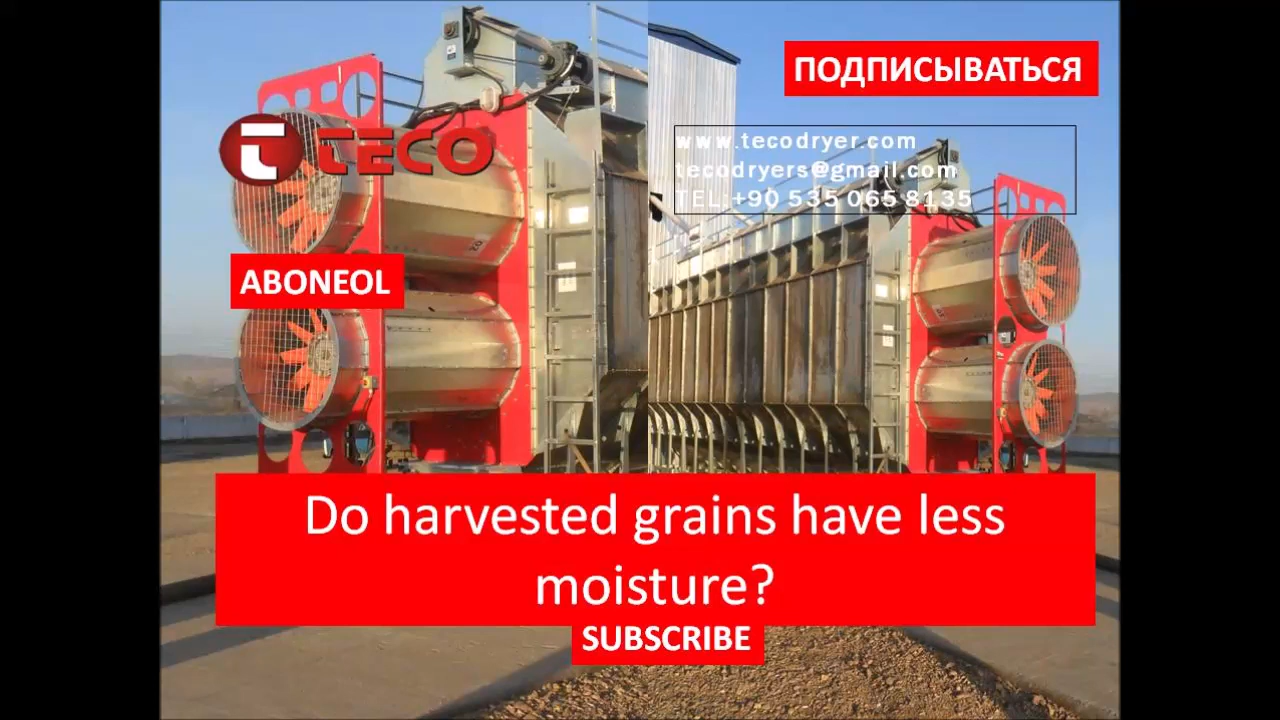 ПОДПИСЫВАТЬСЯ
TECO
www.tecodryer.com
tecodryers@gmail.com
TEL:+90 535 065 8135
ABONEOL
Do harvested grains have less
moisture?
SUBSCRIBE